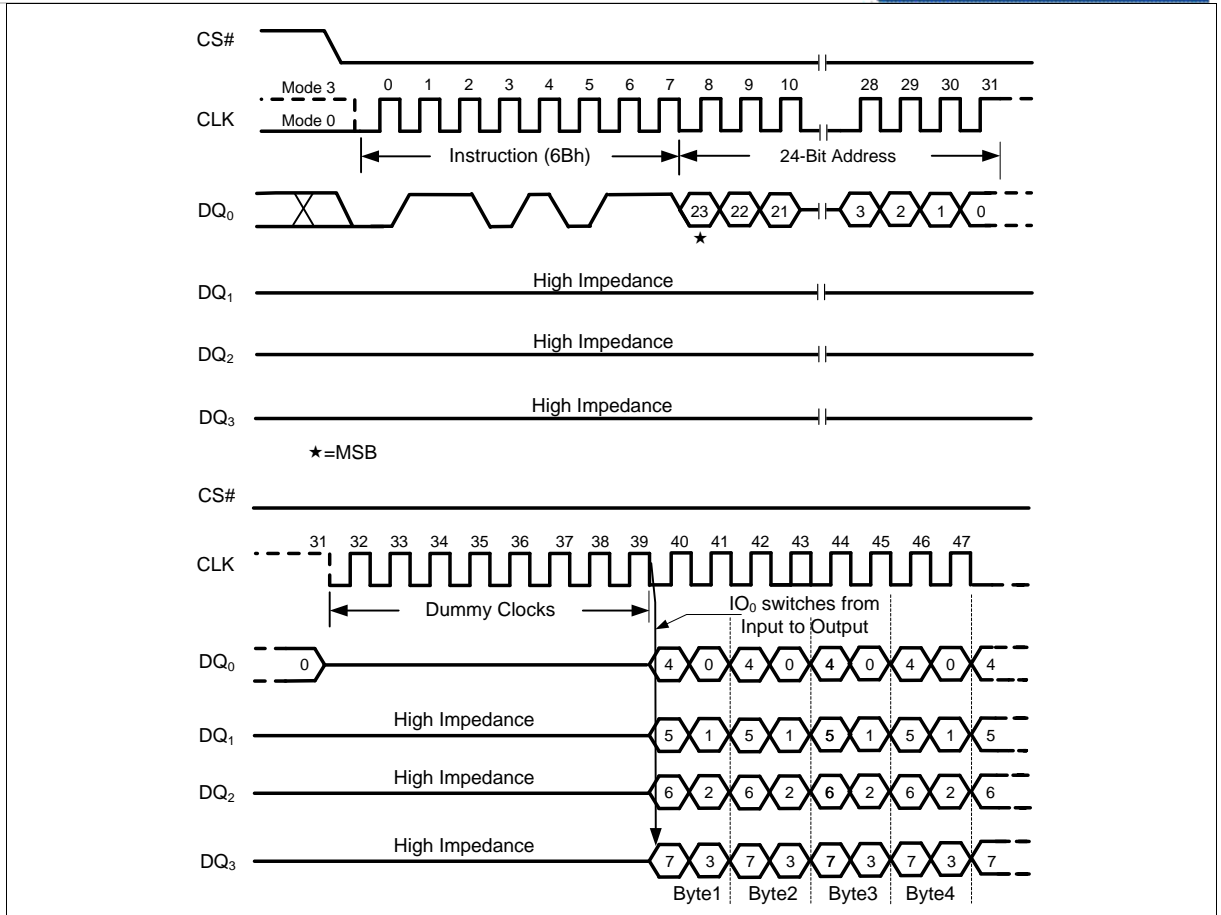 CS#
Mode 3 0 1 2 3 4 5 6 7 8 9 10 28 29 30 31
CLK
Mode 0
Instruction (6Bh) 24-Bit Address
DQ0 23 22 21 3 2 1 0
★
High Impedance
DQ1
High Impedance
DQ2
High Impedance
DQ3
★=MSB
CS#
31 32 33 34 35 36 37 38 39 40 41 42 43 44 45 46 47
CLK
Dummy Clocks
IO0 switches from
Input to Output
DQ0 0 4 0 4 0 4 0 4 0 4
High Impedance
DQ1 5 1 5 1 5 1 5 1 5
High Impedance
DQ2 6 2 6 2 6 2 6 2 6
High Impedance
DQ3 7 3 7 3 7 3 7 3 7
Byte1 Byte2 Byte3 Byte4